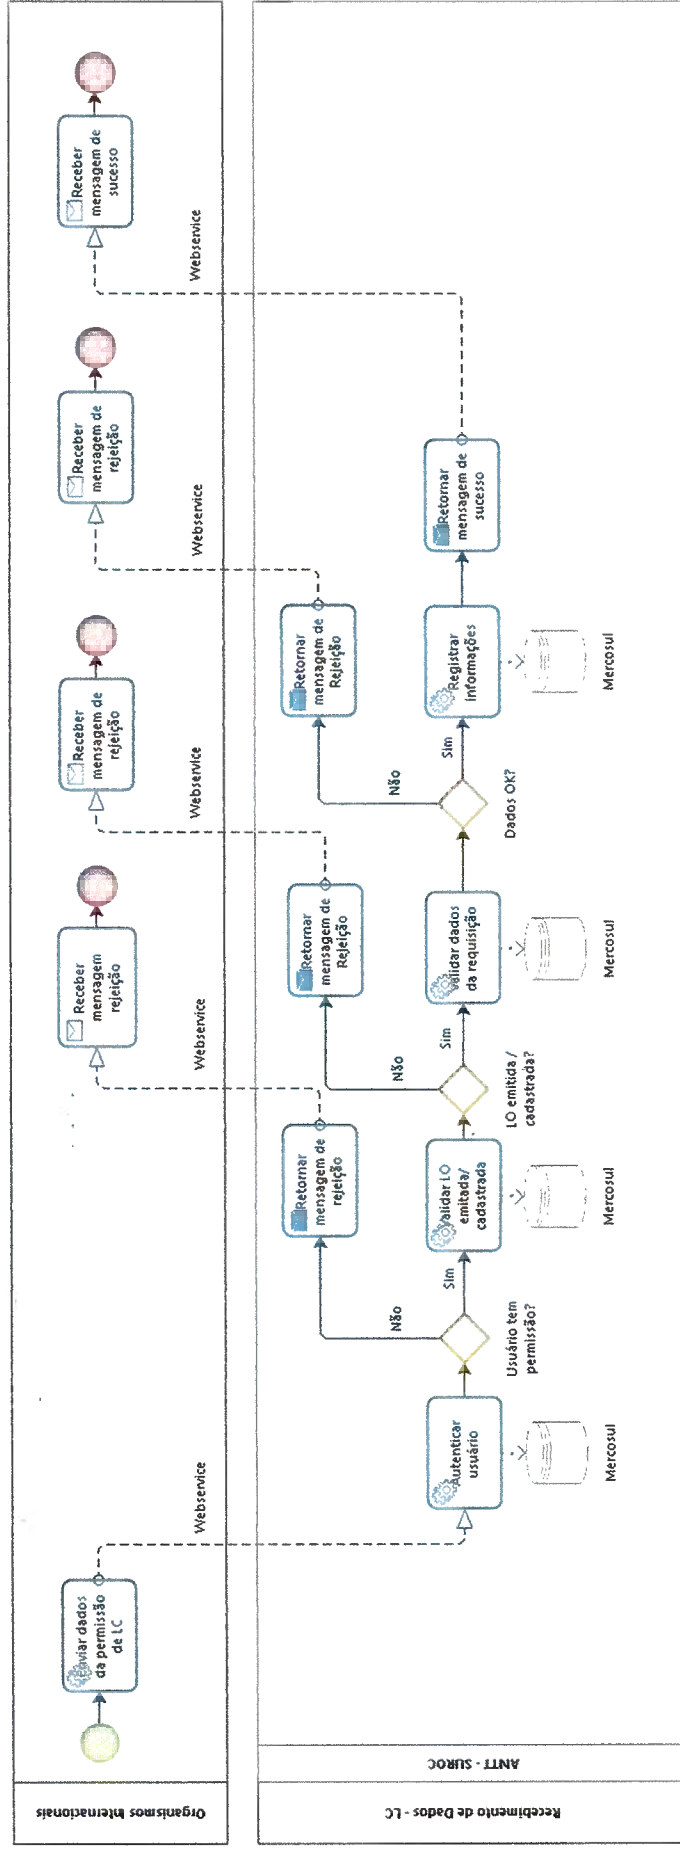 Organismos Internacionais
Enviar dados
da permissão
de LC
Webservice
Receber
mensagem
rejeição
Webservice
Receber
mensagem de
rejeição
Webservice
Receber
mensagem de
rejeição
Webservice
Receber
mensagem de
sucesso
Webservice
Recebimento de Dados - LC
ANTT - SUROC
Autenticar
usuário
Mercosul
Usuário tem
permissão?
Não
Sim
Retornar
mensagem de
rejeição
Validar LO
emitada/
cadastrada
Mercosul
LO emitida /
cadastrada?
Não
Sim
Retornar
mensagem de
Rejeição
Validar dados
da requisição
Mercosul
Dados OK?
Não
Sim
Retornar
mensagem de
Rejeição
Registrar
Informações
Mercosul
Retornar
mensagem de
sucesso